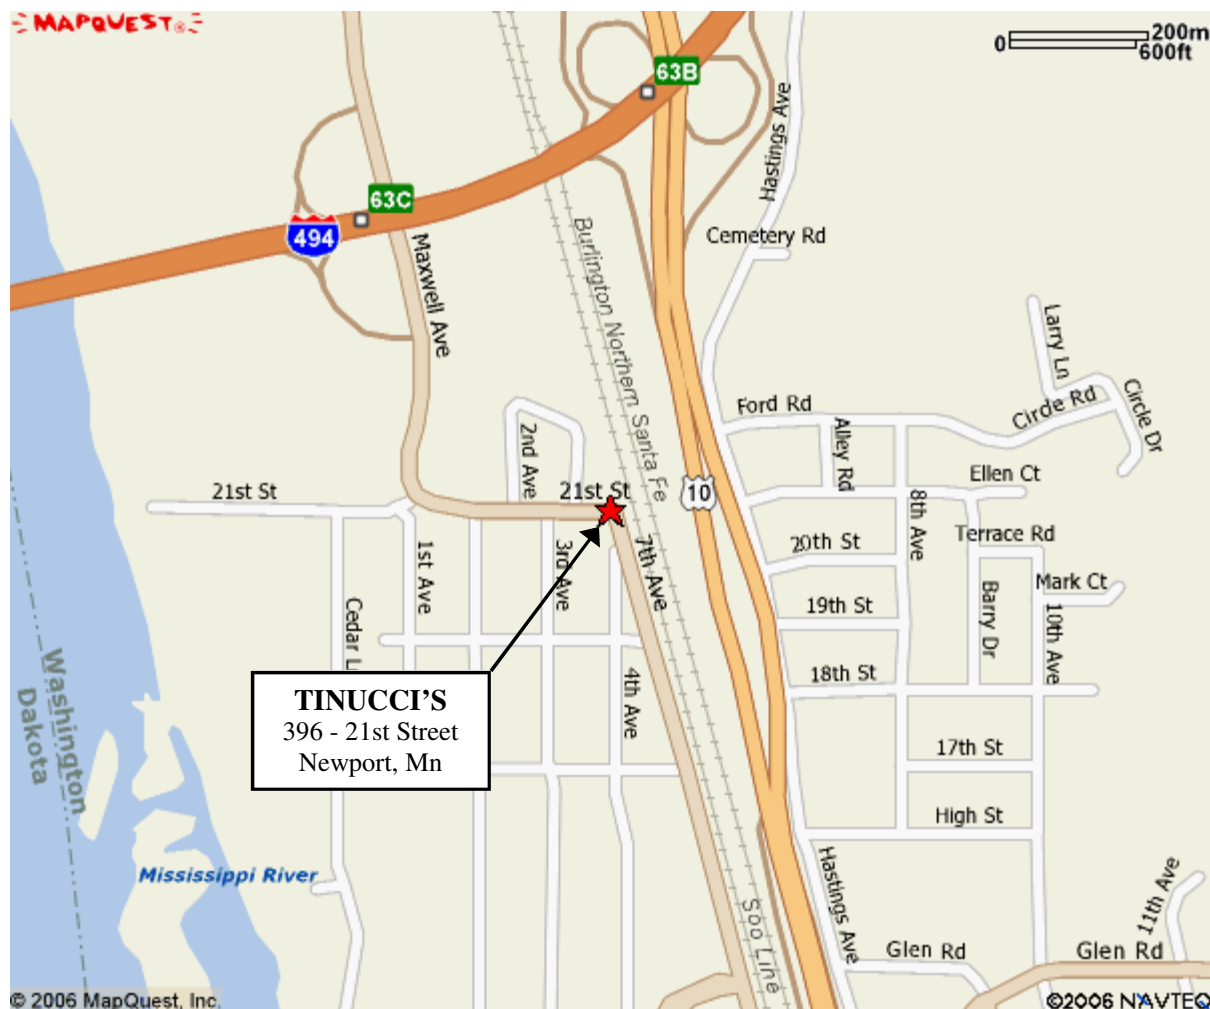 MAPQUEST
200m
0
600ft
63B
Hastings Ave
63C
494
Cemetery Rd
Burlington Northern Santa Fe
Maxwell Ave
Larry Ln
Circle Rd
Circle Dr
Ford Rd
Alley Rd
2nd Ave
Ellen Ct
21st St
21st St
10
8th Ave
Terrace Rd
20th St
1st Ave
3rd Ave
7th Ave
Mark Ct
Barry Dr
10th Ave
19th St
Cedar L
18th St
4th Ave
TINUCCI'S
396 - 21st Street
Newport, Mn
Washington
Dakota
17th St
High St
Mississippi River
Hastings Ave
11th Ave
Soo Line
Glen Rd
Glen Rd
© 2006 MapQuest, Inc.
©2006 NAVTEQ